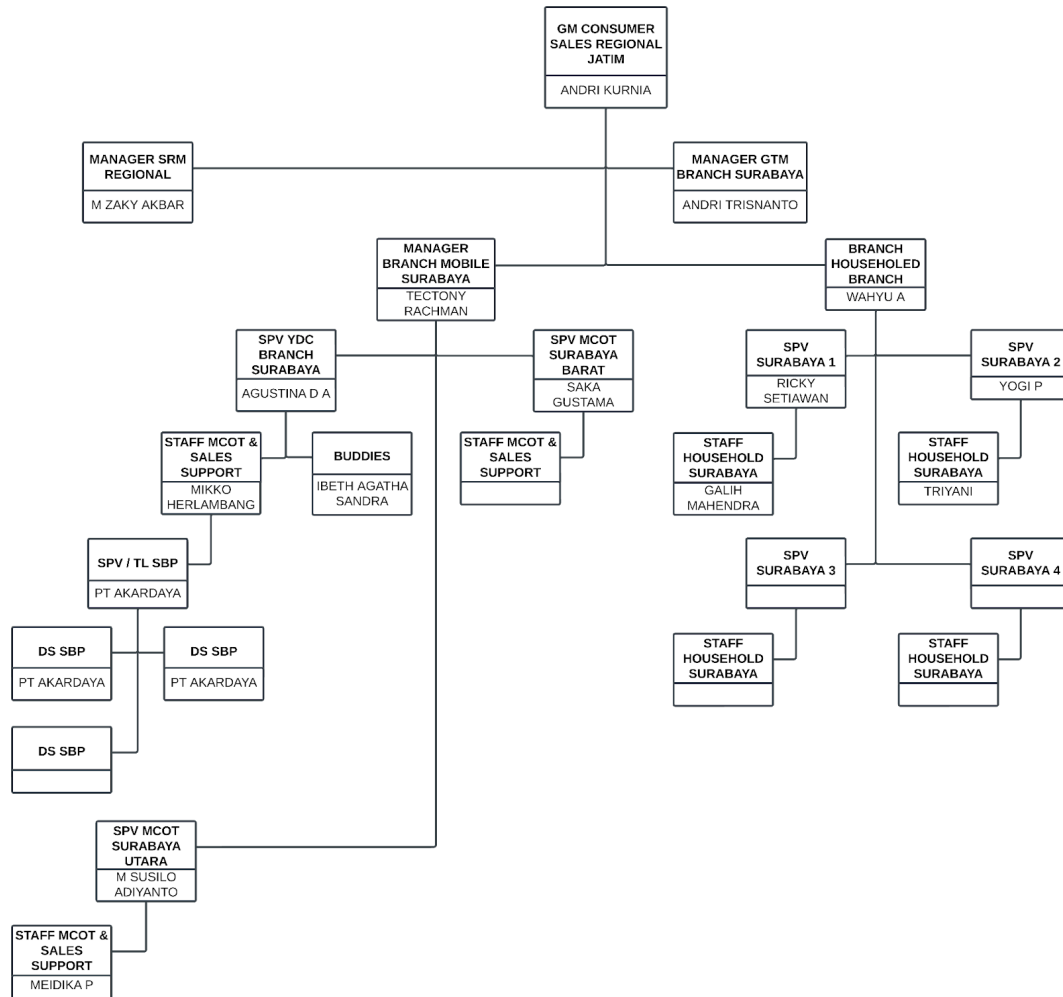 GM CONSUMER
SALES REGIONAL
JATIM
ANDRI KURNIA
MANAGER SRM
REGIONAL
M ZAKY AKBAR
MANAGER GTM
BRANCH SURABAYA
ANDRI TRISNANTO
MANAGER
BRANCH MOBILE
SURABAYA
TECTONY
RACHMAN
BRANCH
HOUSEHOLED
BRANCH
WAHYU A
SPV YDC
BRANCH
SURABAYA
AGUSTINA D A
SPV MCOT
SURABAYA
BARAT
SAKA
GUSTAMA
SPV
SURABAYA 1
RICKY
SETIAWAN
SPV
SURABAYA 2
YOGI P
STAFF MCOT &
SALES
SUPPORT
MIKKO
HERLAMBANG
BUDDIES
IBETH AGATHA
SANDRA
STAFF MCOT &
SALES
SUPPORT
STAFF
HOUSEHOLD
SURABAYA
GALIH
MAHENDRA
STAFF
HOUSEHOLD
SURABAYA
TRIYANI
SPV / TL SBP
PT AKARDAYA
SPV
SURABAYA 3
SPV
SURABAYA 4
DS SBP
PT AKARDAYA
DS SBP
PT AKARDAYA
STAFF
HOUSEHOLD
SURABAYA
STAFF
HOUSEHOLD
SURABAYA
DS SBP
SPV MCOT
SURABAYA
UTARA
M SUSILO
ADIYANTO
STAFF MCOT &
SALES
SUPPORT
MEIDIKA P